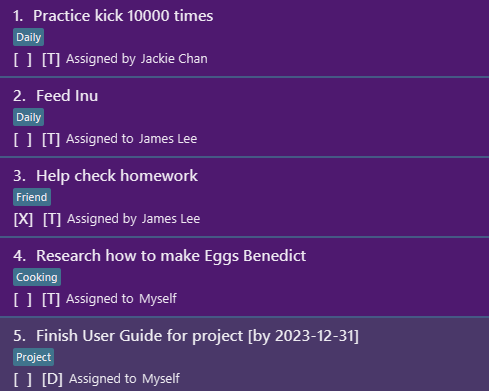 1. Practice kick 10000 times
Daily
[ ] [T] Assigned by Jackie Chan
2. Feed Inu
Daily
[ ] [T] Assigned to James Lee
3. Help check homework
Friend
[X] [T] Assigned by James Lee
4. Research how to make Eggs Benedict
Cooking
[ ] [T] Assigned to Myself
5. Finish User Guide for project [by 2023-12-31]
Project
[ ] [D] Assigned to Myself